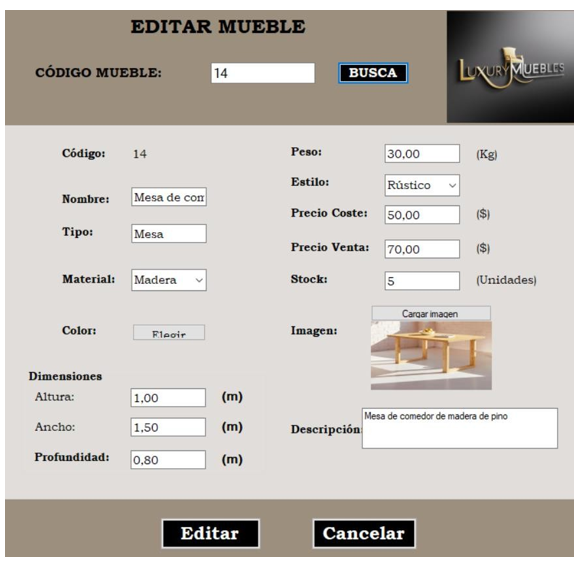 EDITAR MUEBLE
CÓDIGO MUEBLE: 14 BUSCA
LUXURY MUEBLES
Código: 14
Nombre: Mesa de com
Tipo: Mesa
Material: Madera
Color: Elegir
Dimensiones
Altura: 1,00 (m)
Ancho: 1,50 (m)
Profundidad: 0,80 (m)
Peso: 30,00 (Kg)
Estilo: Rústico
Precio Coste: 50,00 ($)
Precio Venta: 70,00 ($)
Stock: 5 (Unidades)
Cargar imagen
Imagen:
Descripción: Mesa de comedor de madera de pino
Editar Cancelar